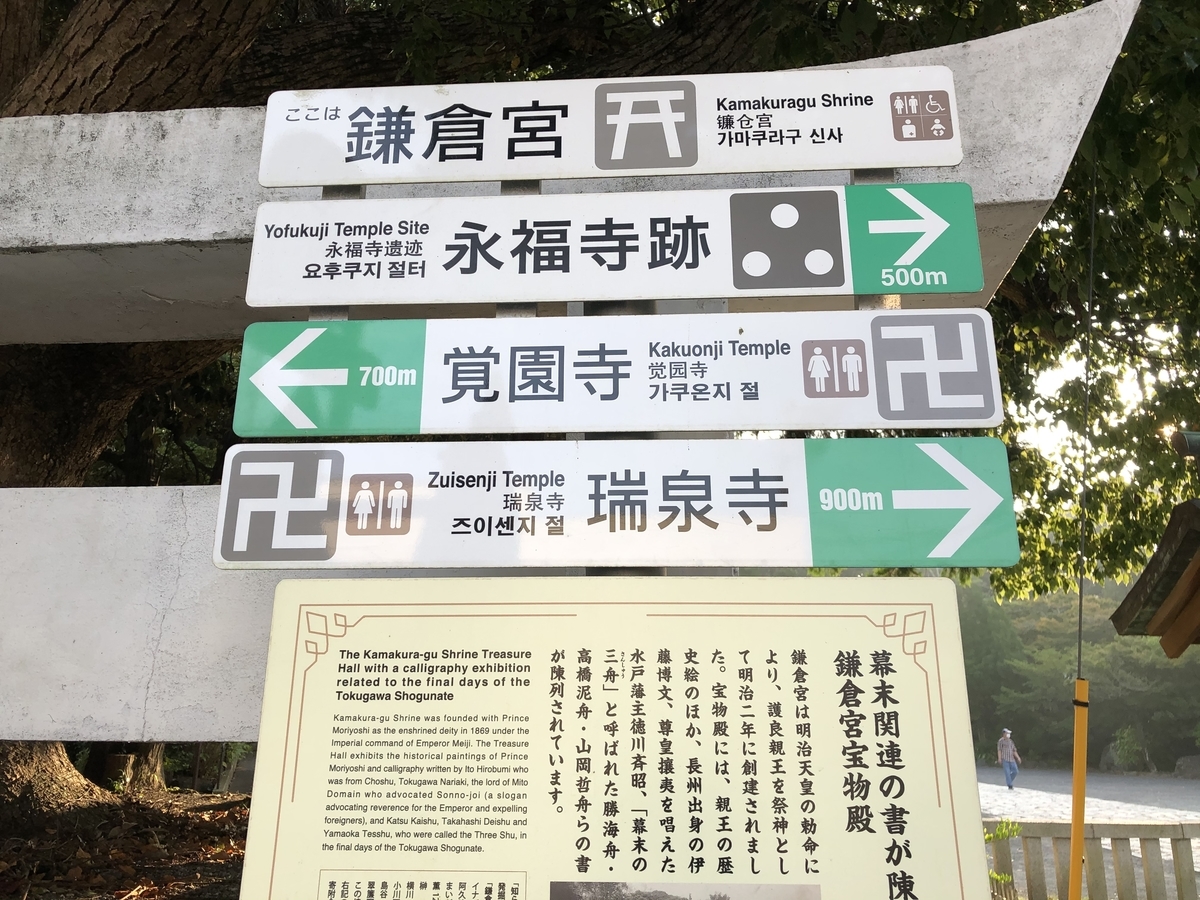 ここは 鎌倉宮 Kamakuragu Shrine
镰仓宫
가마쿠라구 신사
Yofukuji Temple Site
永福寺遗迹
요후쿠지 절터
永福寺跡
500m
700m
覚園寺
Kakuonji Temple
觉园寺
가쿠온지 절
Zuisenji Temple
瑞泉寺
즈이센지 절
瑞泉寺
900m
The Kamakura-gu Shrine Treasure
Hall with a calligraphy exhibition
related to the final days of the
Tokugawa Shogunate
Kamakura-gu Shrine was founded with Prince
Moriyoshi as the enshrined deity in 1869 under the
Imperial command of Emperor Meiji. The Treasure
Hall exhibits the historical paintings of Prince
Moriyoshi and calligraphy written by Ito Hirobumi who
was from Choshu, Tokugawa Nariaki, the lord of Mito
Domain who advocated Sonno-joi (a slogan
advocating reverence for the Emperor and expelling
foreigners), and Katsu Kaishu, Takahashi Deishu and
Yamaoka Tesshu, who were called the Three Shu, in
the final days of the Tokugawa Shogunate.
幕末関連の書が陳
鎌倉宮宝物殿
鎌倉宮は明治天皇の勅命に
より、護良親王を祭神とし
て明治二年に創建されまし
た。宝物殿には、親王の歴
史絵のほか、長州出身の伊
藤博文、尊皇攘夷を唱えた
水戸藩主徳川斉昭、「幕末の
三舟」と呼ばれた勝海舟・
さんしゅう
高橋泥舟・山岡哲舟らの書
が陳列されています。